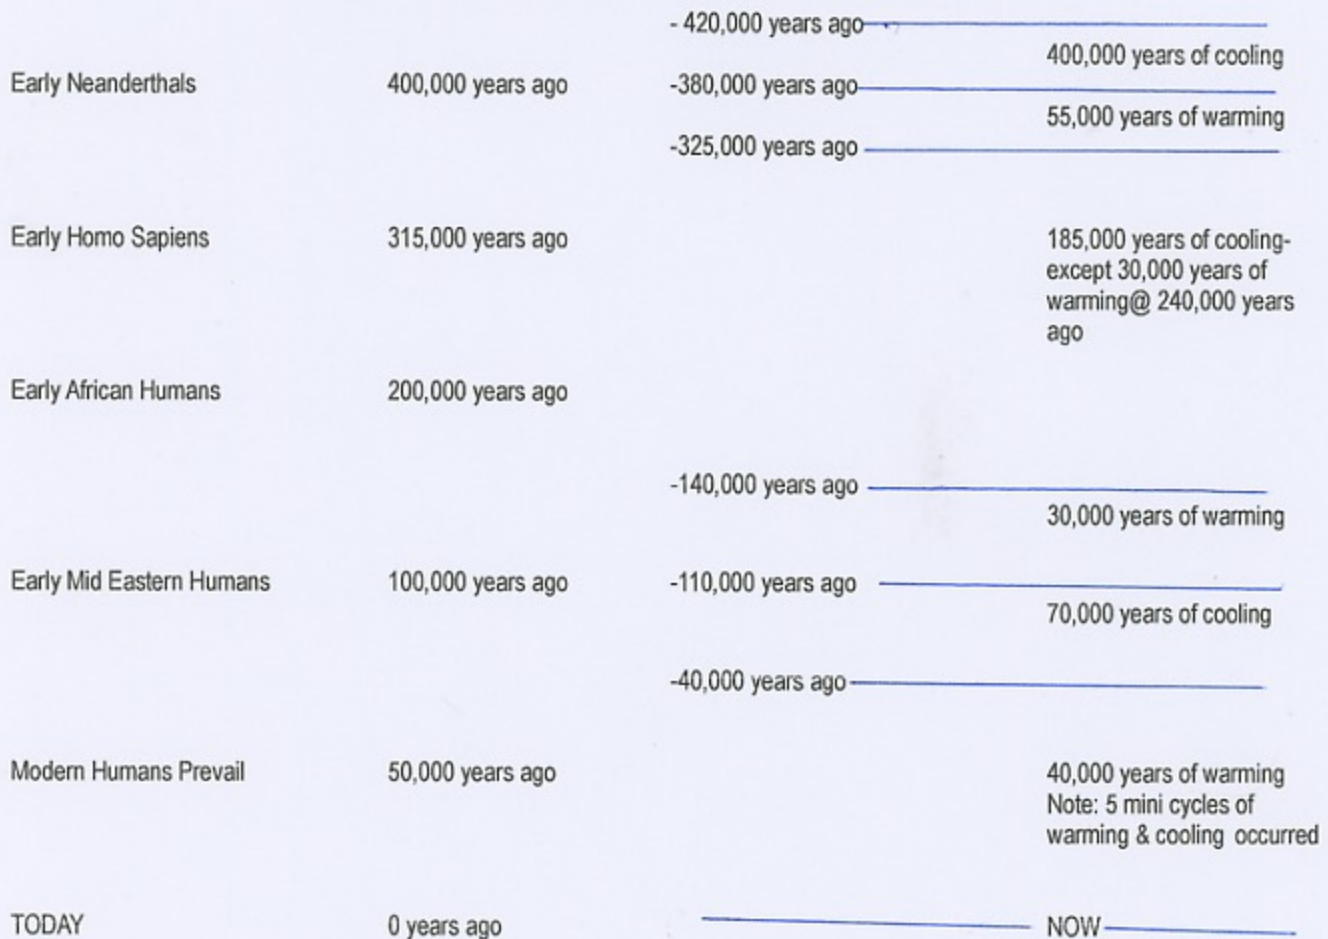 - 420,000 years ago
400,000 years of cooling
Early Neanderthals 400,000 years ago -380,000 years ago
55,000 years of warming
-325,000 years ago
Early Homo Sapiens 315,000 years ago 185,000 years of cooling-
except 30,000 years of
warming@ 240,000 years
ago
Early African Humans 200,000 years ago
-140,000 years ago
30,000 years of warming
Early Mid Eastern Humans 100,000 years ago -110,000 years ago
70,000 years of cooling
-40,000 years ago
Modern Humans Prevail 50,000 years ago 40,000 years of warming
Note: 5 mini cycles of
warming & cooling occurred
TODAY 0 years ago NOW